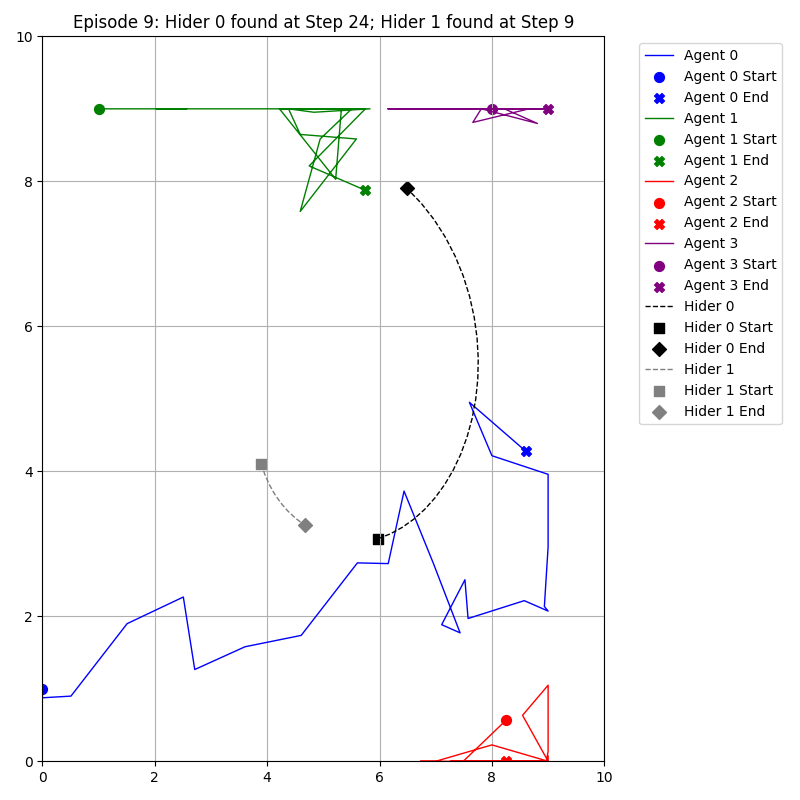 Episode 9: Hider 0 found at Step 24; Hider 1 found at Step 9
10
8
6
4
2
0
0
2
4
6
8
10
Agent 0
Agent 0 Start
Agent 0 End
Agent 1
Agent 1 Start
Agent 1 End
Agent 2
Agent 2 Start
Agent 2 End
Agent 3
Agent 3 Start
Agent 3 End
Hider 0
Hider 0 Start
Hider 0 End
Hider 1
Hider 1 Start
Hider 1 End